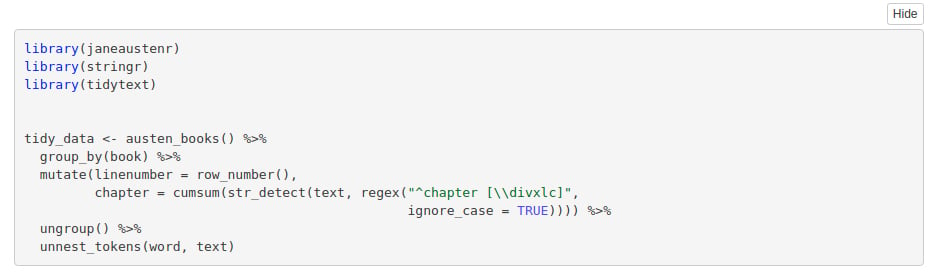 Hide
library(janeaustenr)
library(stringr)
library(tidytext)
tidy_data <- austen_books() %>%
group_by(book) %>%
mutate(linenumber = row_number(),
chapter = cumsum(str_detect(text, regex("^chapter [\\divxlc]",
ignore_case = TRUE)))) %>%
ungroup() %>%
unnest_tokens(word, text)